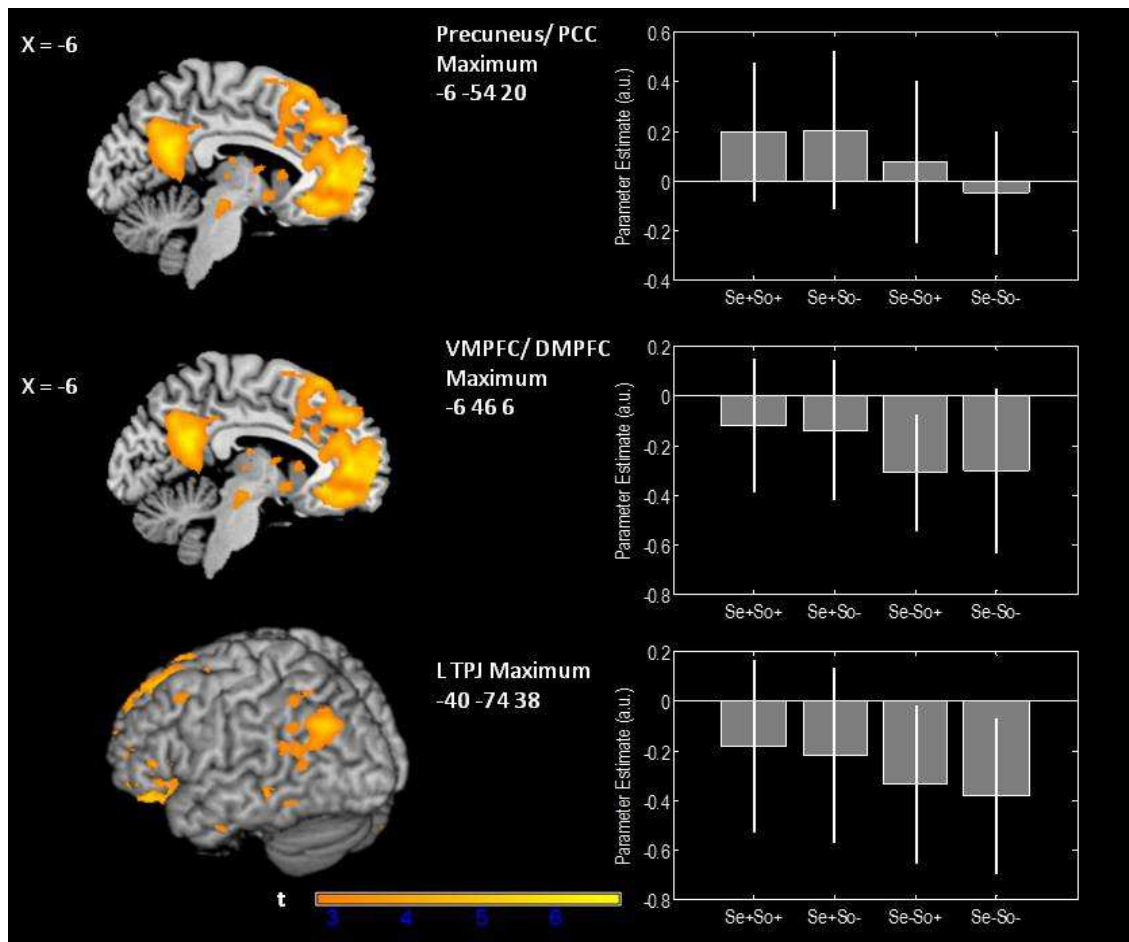 X = -6
Precuneus/ PCC
Maximum
-6 -54 20
Parameter Estimate (a.u.)
0.6
0.4
0.2
0
-0.2
-0.4
Se+So+ Se+So- Se-So+ Se-So-
X = -6
VMPFC/ DMPFC
Maximum
-6 46 6
Parameter Estimate (a.u.)
0.2
0
-0.2
-0.4
-0.6
-0.8
Se+So+ Se+So- Se-So+ Se-So-
L TPJ Maximum
-40 -74 38
Parameter Estimate (a.u.)
0.2
0
-0.2
-0.4
-0.6
-0.8
Se+So+ Se+So- Se-So+ Se-So-
t
3 4 5 6